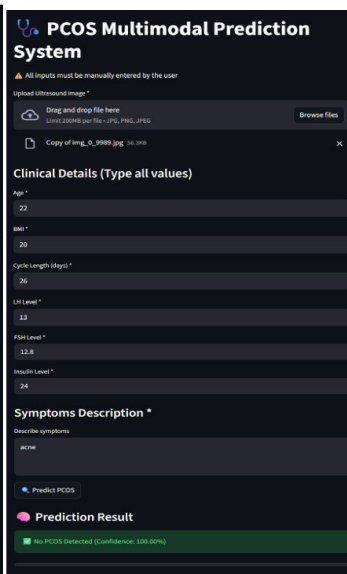 PCOS Multimodal Prediction
System
All inputs must be manually entered by the user
Upload Ultrasound Image *
Drag and drop file here
Limit 200MB per file • JPG, PNG, JPEG
Browse files
Copy of img_0_9989.jpg 56.3KB
Clinical Details (Type all values)
Age *
22
BMI *
20
Cycle Length (days) *
26
LH Level *
13
FSH Level *
12.8
Insulin Level *
24
Symptoms Description *
Describe symptoms
acne
Predict PCOS
Prediction Result
No PCOS Detected (Confidence: 100.00%)